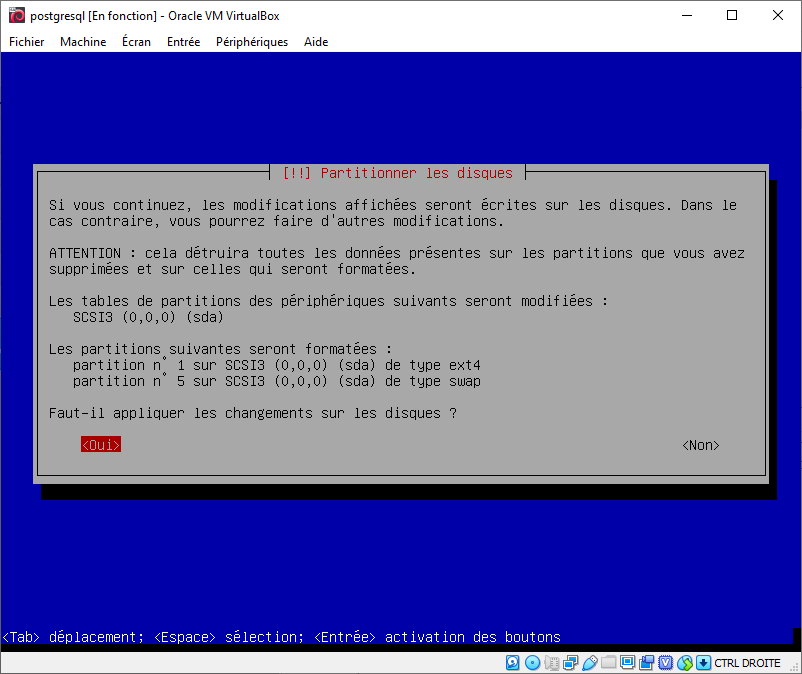 postgresql [En fonction] - Oracle VM VirtualBox
Fichier Machine Écran Entrée Périphériques Aide
[!!] Partitionner les disques
Si vous continuez, les modifications affichées seront écrites sur les disques. Dans le
cas contraire, vous pourrez faire d'autres modifications.
ATTENTION : cela détruira toutes les données présentes sur les partitions que vous avez
supprimées et sur celles qui seront formatées.
Les tables de partitions des périphériques suivants seront modifiées :
SCSI3 (0,0,0) (sda)
Les partitions suivantes seront formatées :
partition n° 1 sur SCSI3 (0,0,0) (sda) de type ext4
partition n° 5 sur SCSI3 (0,0,0) (sda) de type swap
Faut-il appliquer les changements sur les disques ?
<Oui> <Non>
<Tab> déplacement; <Espace> sélection; <Entrée> activation des boutons
CTRL DROITE